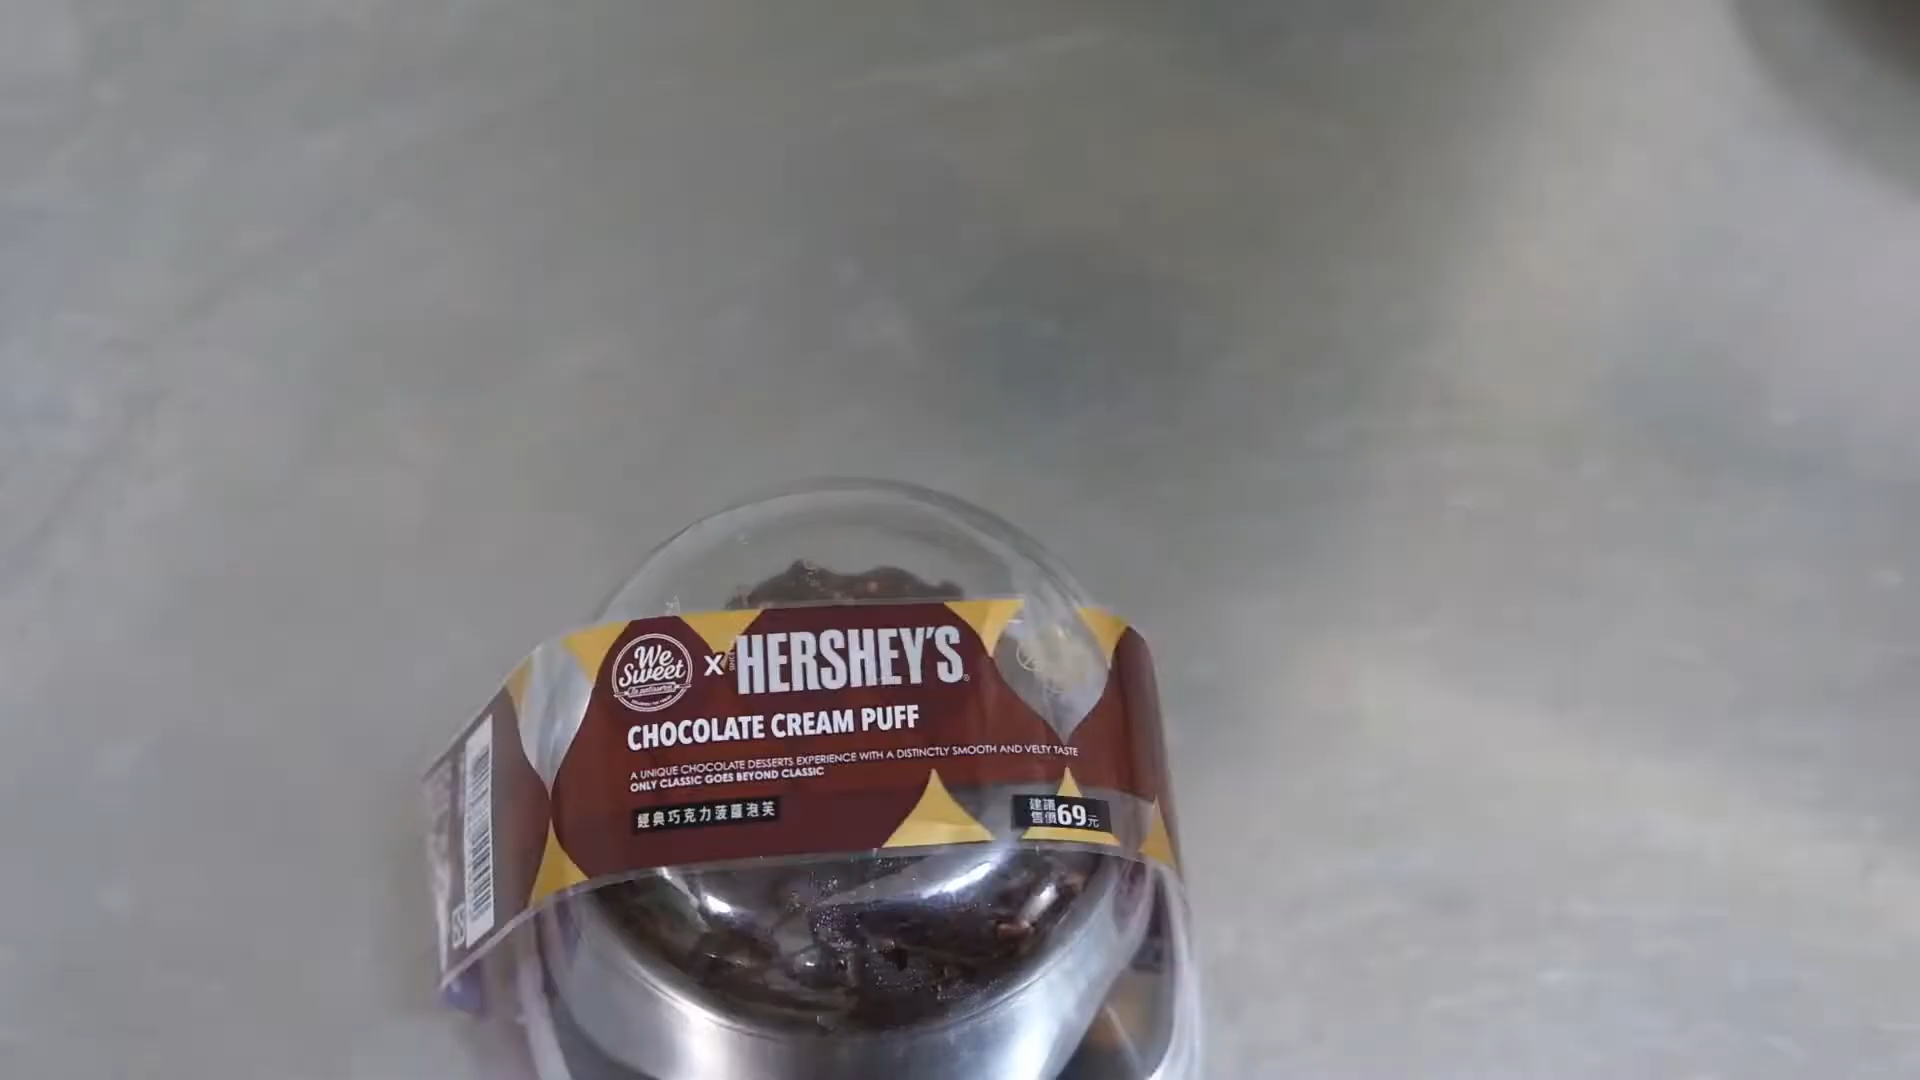 We Sweet X HERSHEY'S
CHOCOLATE CREAM PUFF
A UNIQUE CHOCOLATE DESSERTS EXPERIENCE WITH A DISTINCTLY SMOOTH AND VELTY TASTE
ONLY CLASSIC GOES BEYOND CLASSIC
經典巧克力菠蘿泡芙
建議售價69元